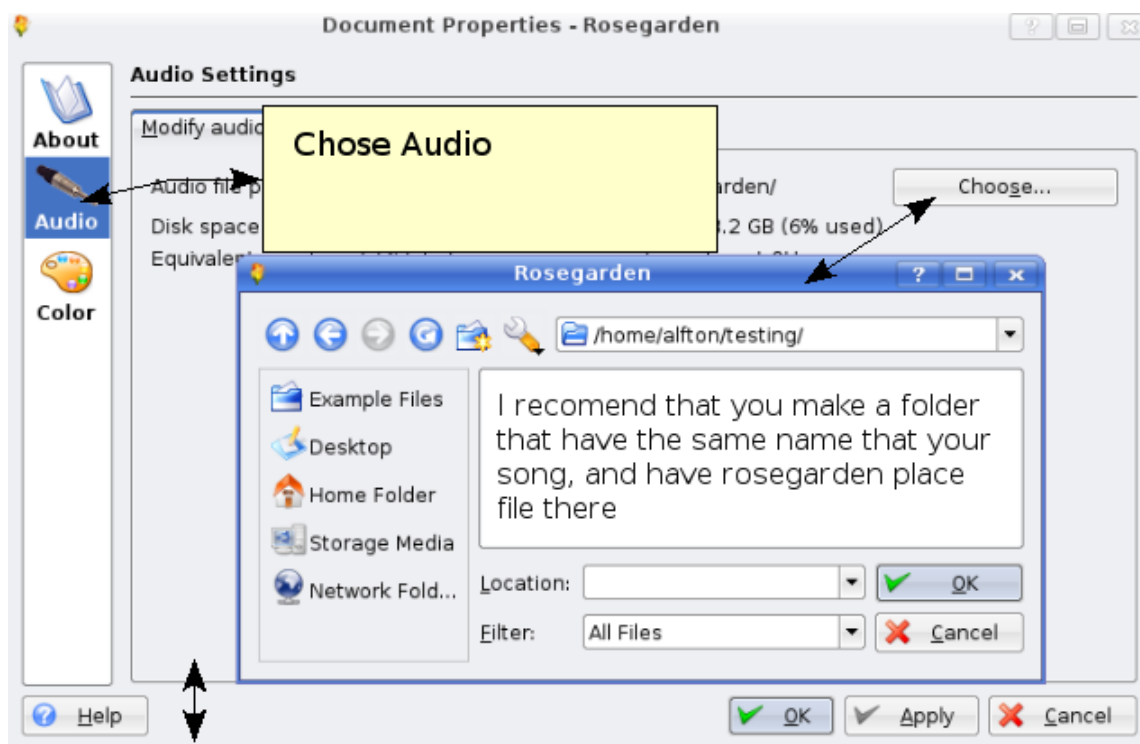 Document Properties - Rosegarden
Audio Settings
About
Modify audio
Chose Audio
Audio file p
arden/
Choose...
Audio
Disk space
.2 GB (6% used)
Color
Rosegarden
/home/alfton/testing/
Example Files
Desktop
Home Folder
Storage Media
Network Fold...
I recomend that you make a folder
that have the same name that your
song, and have rosegarden place
file there
Location:
OK
Filter:
All Files
Cancel
Help
OK
Apply
Cancel